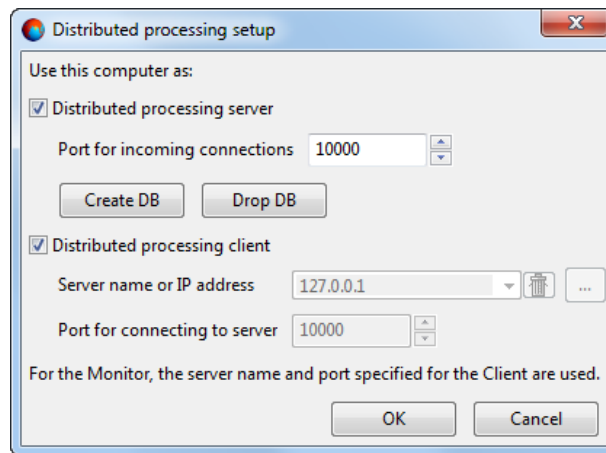 Distributed processing setup
Use this computer as:
Distributed processing server
Port for incoming connections 10000
Create DB Drop DB
Distributed processing client
Server name or IP address 127.0.0.1 ...
Port for connecting to server 10000
For the Monitor, the server name and port specified for the Client are used.
OK Cancel